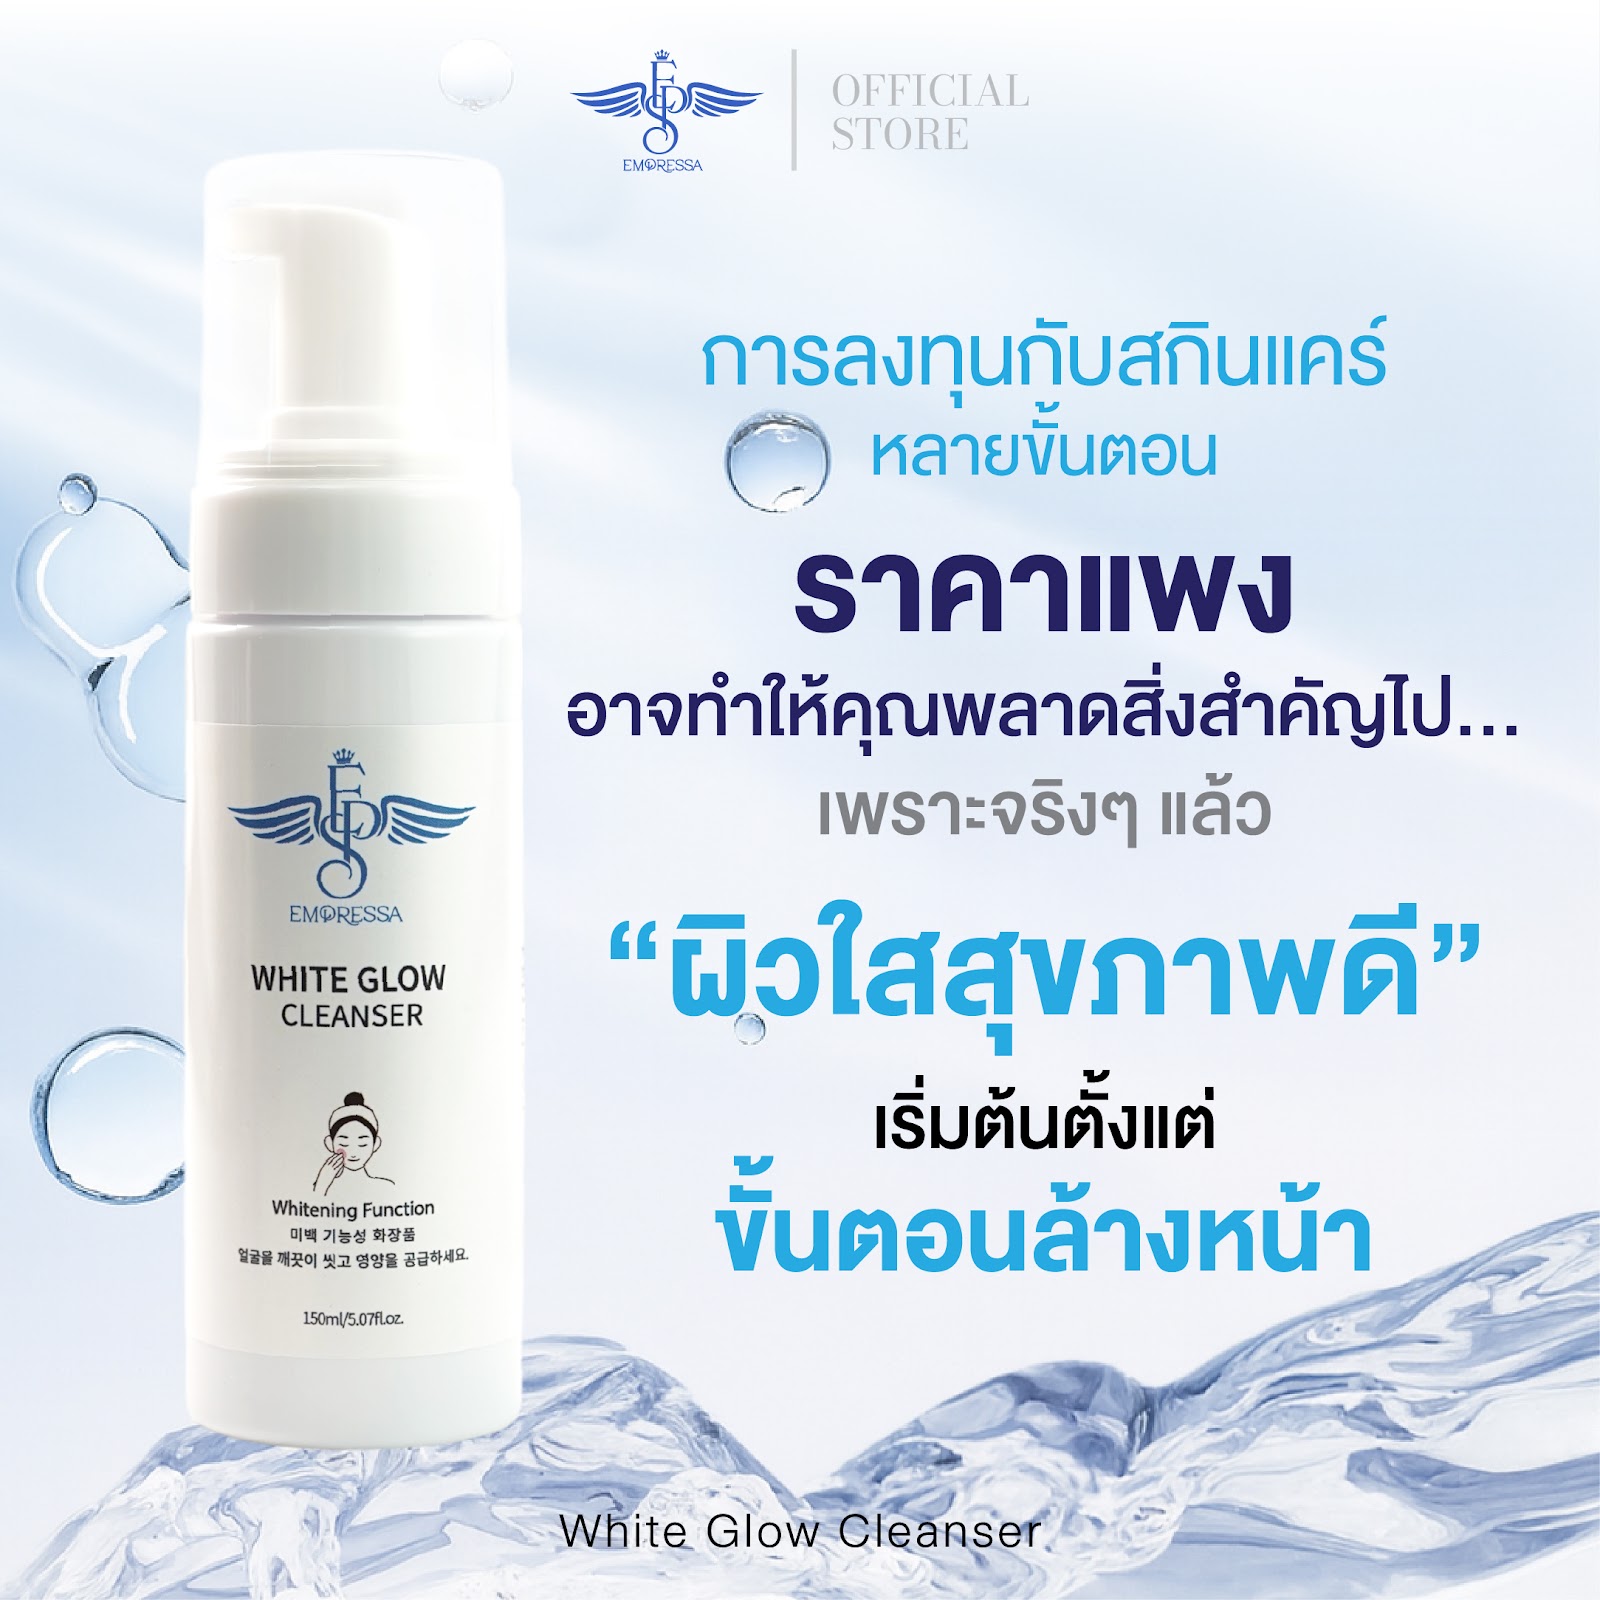 EPS
EMPRESSA
OFFICIAL
STORE
การลงทุนกับสกินแคร์
หลายขั้นตอน
ราคาแพง
อาจทำให้คุณพลาดสิ่งสำคัญไป...
เพราะจริงๆ แล้ว
“ผิวใสสุขภาพดี”
เริ่มต้นตั้งแต่
ขั้นตอนล้างหน้า
EPS
EMPRESSA
WHITE GLOW
CLEANSER
Whitening Function
미백 기능성 화장품
얼굴을 깨끗이 씻고 영양을 공급하세요.
150ml/5.07fl.oz.
White Glow Cleanser